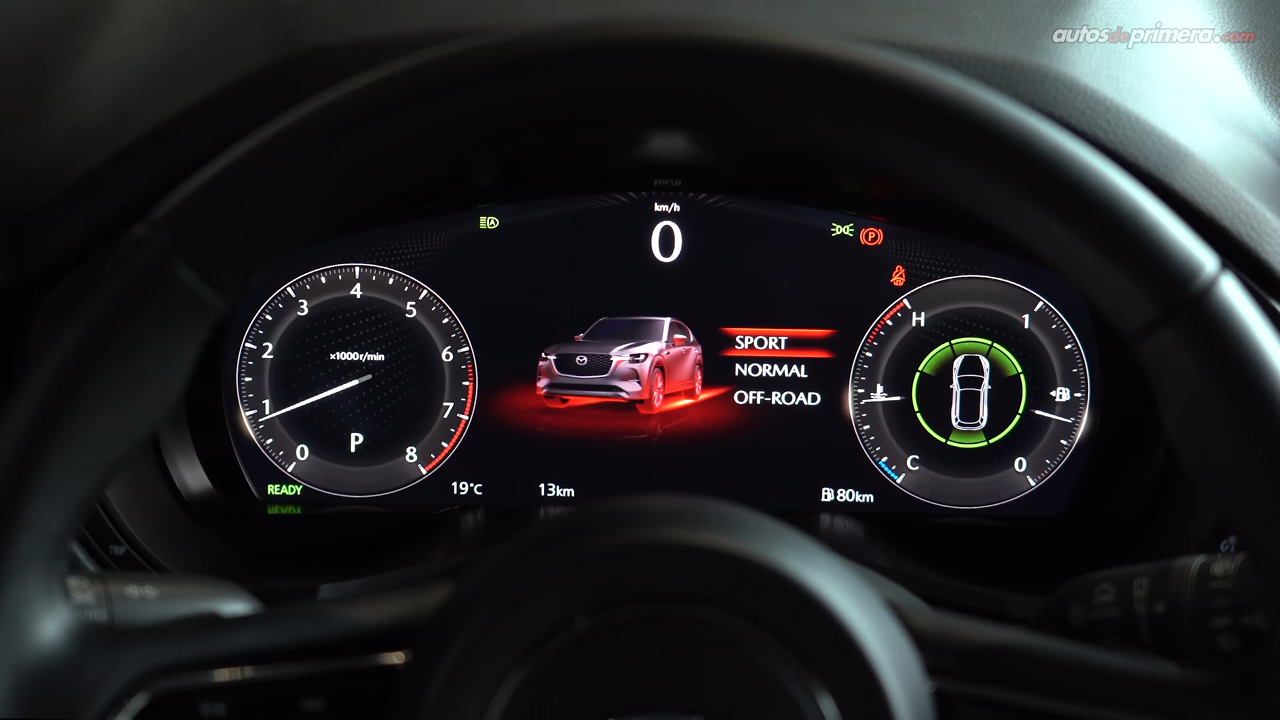 autosdeprimera.com
km/h
0
4
3
5
2
6
x1000r/min
1
7
0
8
P
SPORT
NORMAL
OFF-ROAD
P
H
1
C
0
READY
19°C
13km
80km
A